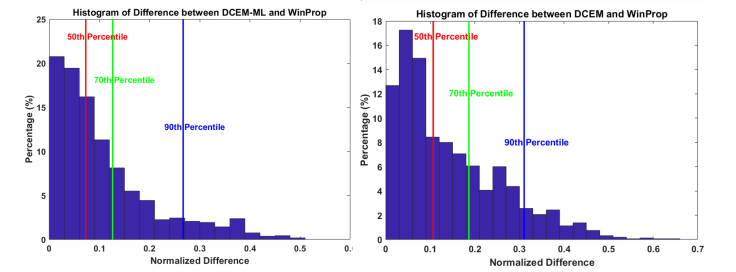 Histogram of Difference between DCEM-ML and WinProp
25
20
15
10
5
0
Percentage (%)
50th Percentile
70th Percentile
90th Percentile
0 0.1 0.2 0.3 0.4 0.5 0.
Normalized Difference
Histogram of Difference between DCEM and WinProp
18
16
14
12
10
8
6
4
2
0
Percentage (%)
50th Percentile
70th Percentile
90th Percentile
0 0.1 0.2 0.3 0.4 0.5 0.6 0.7
Normalized Difference